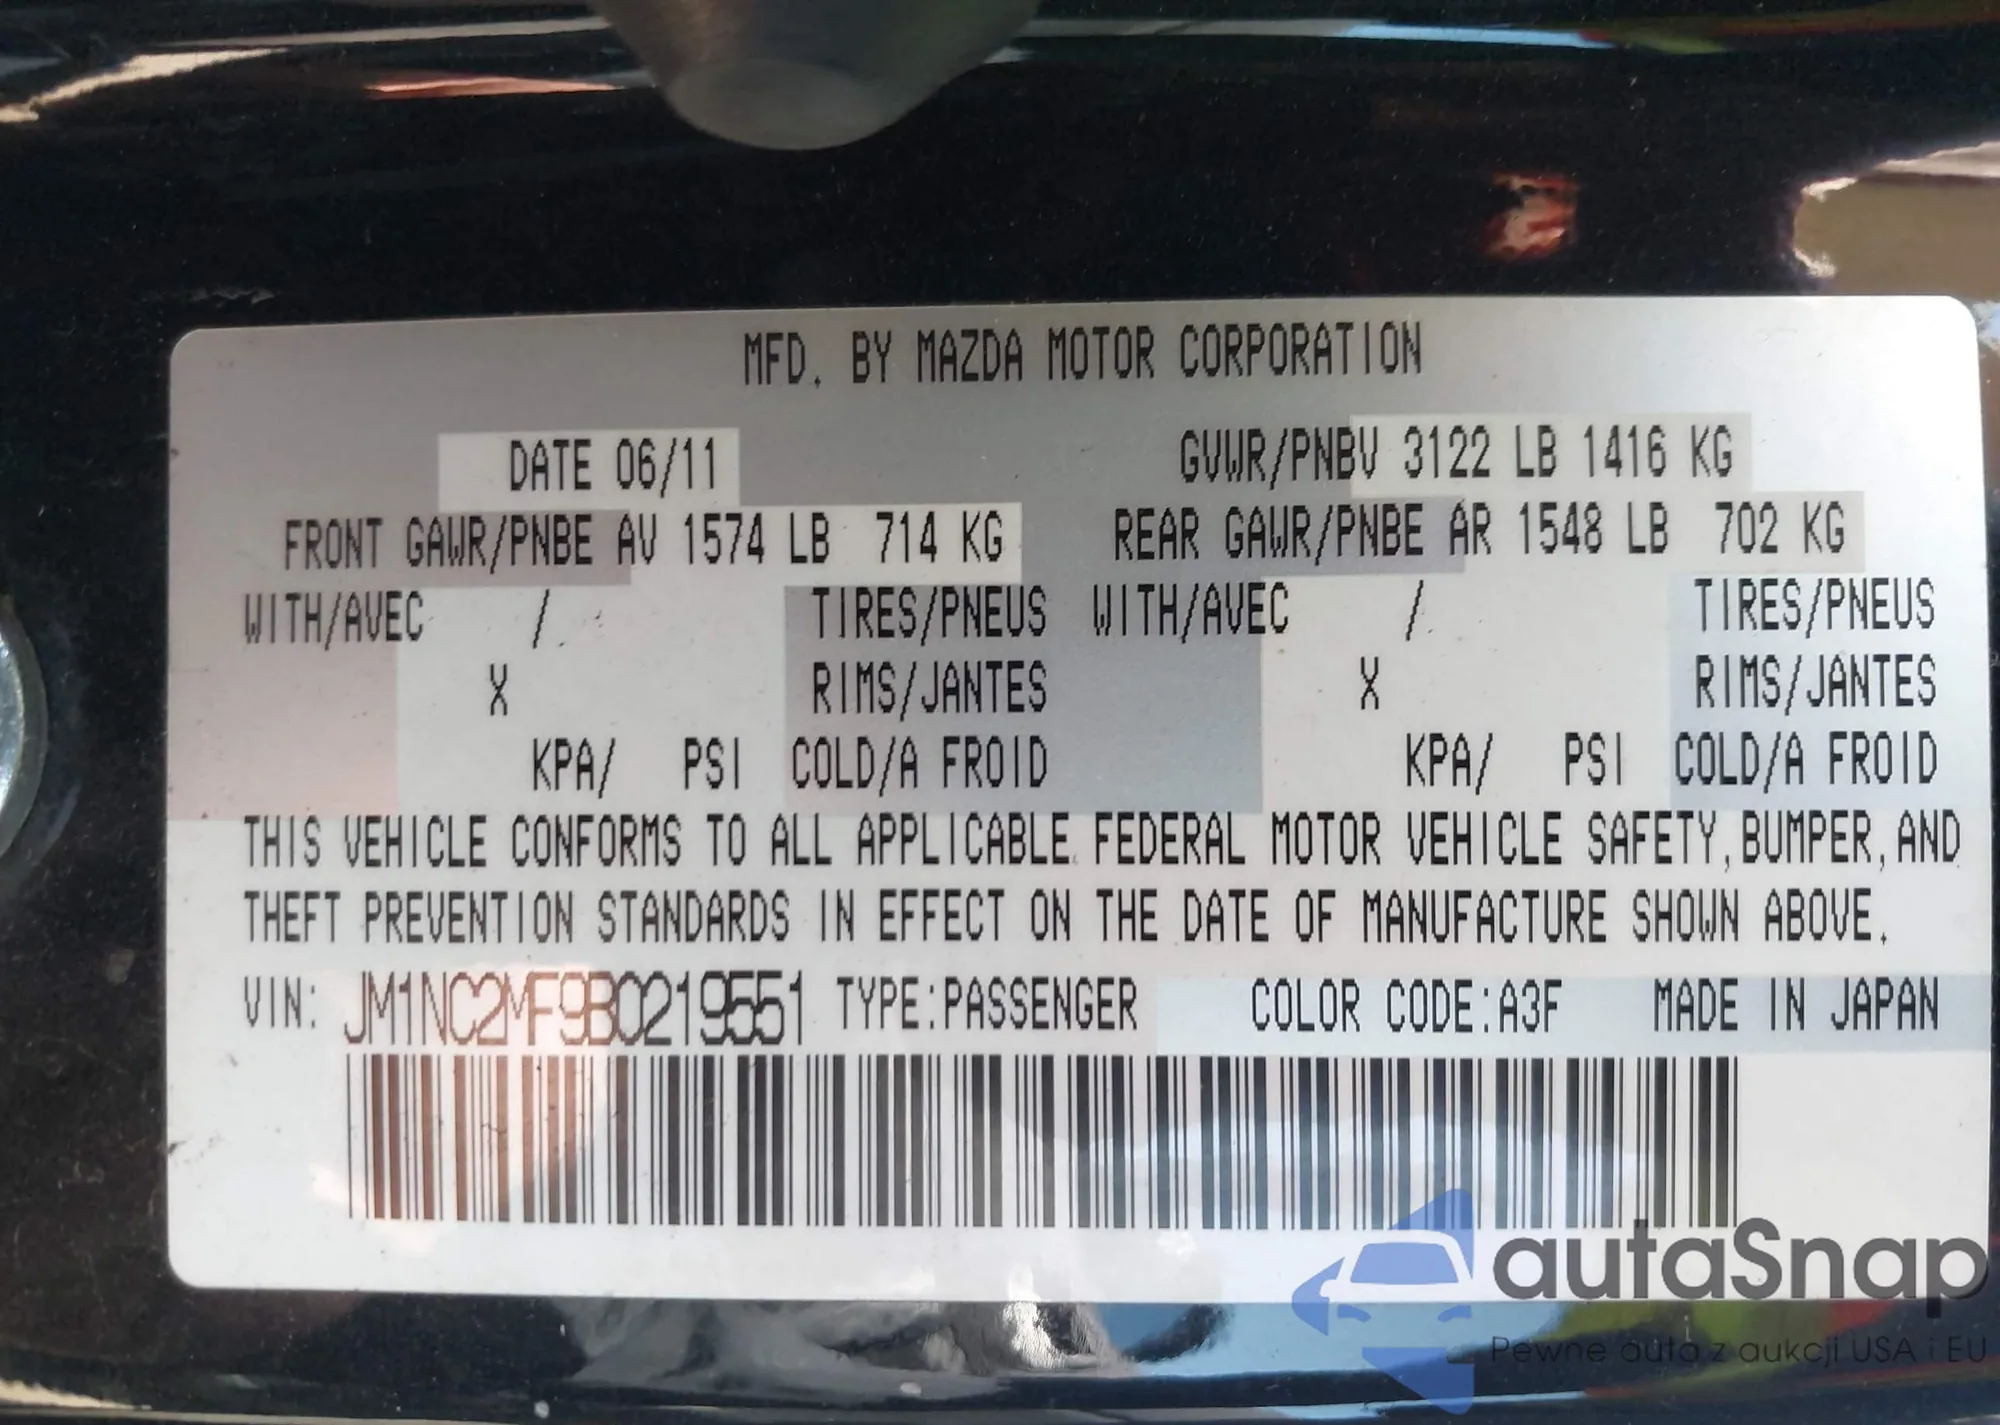 MFD. BY MAZDA MOTOR CORPORATION
DATE 06/11 GVWR/PNBV 3122 LB 1416 KG
FRONT GAWR/PNBE AV 1574 LB 714 KG REAR GAWR/PNBE AR 1548 LB 702 KG
WITH/AVEC / TIRES/PNEUS WITH/AVEC / TIRES/PNEUS
X RIMS/JANTES X RIMS/JANTES
KPA/ PSI COLD/A FROID KPA/ PSI COLD/A FROID
THIS VEHICLE CONFORMS TO ALL APPLICABLE FEDERAL MOTOR VEHICLE SAFETY, BUMPER, AND
THEFT PREVENTION STANDARDS IN EFFECT ON THE DATE OF MANUFACTURE SHOWN ABOVE.
VIN: JM1NC2MF9B0219551 TYPE:PASSENGER COLOR CODE:A3F MADE IN JAPAN
autaSnap
Pewne auta z aukcji USA i EU